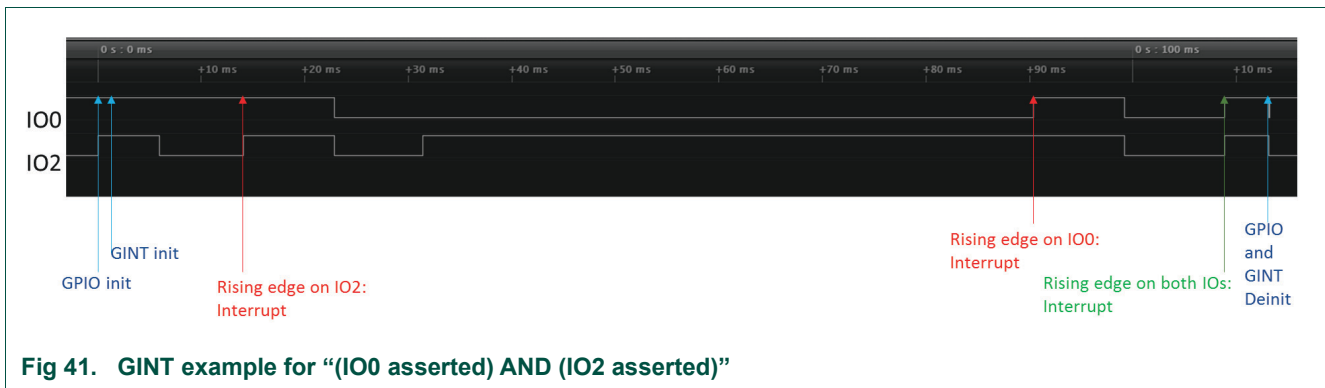 0 s : 0 ms
0 s : 100 ms
+10 ms
+20 ms
+30 ms
+40 ms
+50 ms
+60 ms
+70 ms
+80 ms
+90 ms
+10 ms
IO0
IO2
GINT init
GPIO init
Rising edge on IO2:
Interrupt
Rising edge on IO0:
Interrupt
Rising edge on both IOs:
Interrupt
GPIO
and
GINT
Deinit
Fig 41. GINT example for “(IO0 asserted) AND (IO2 asserted)”